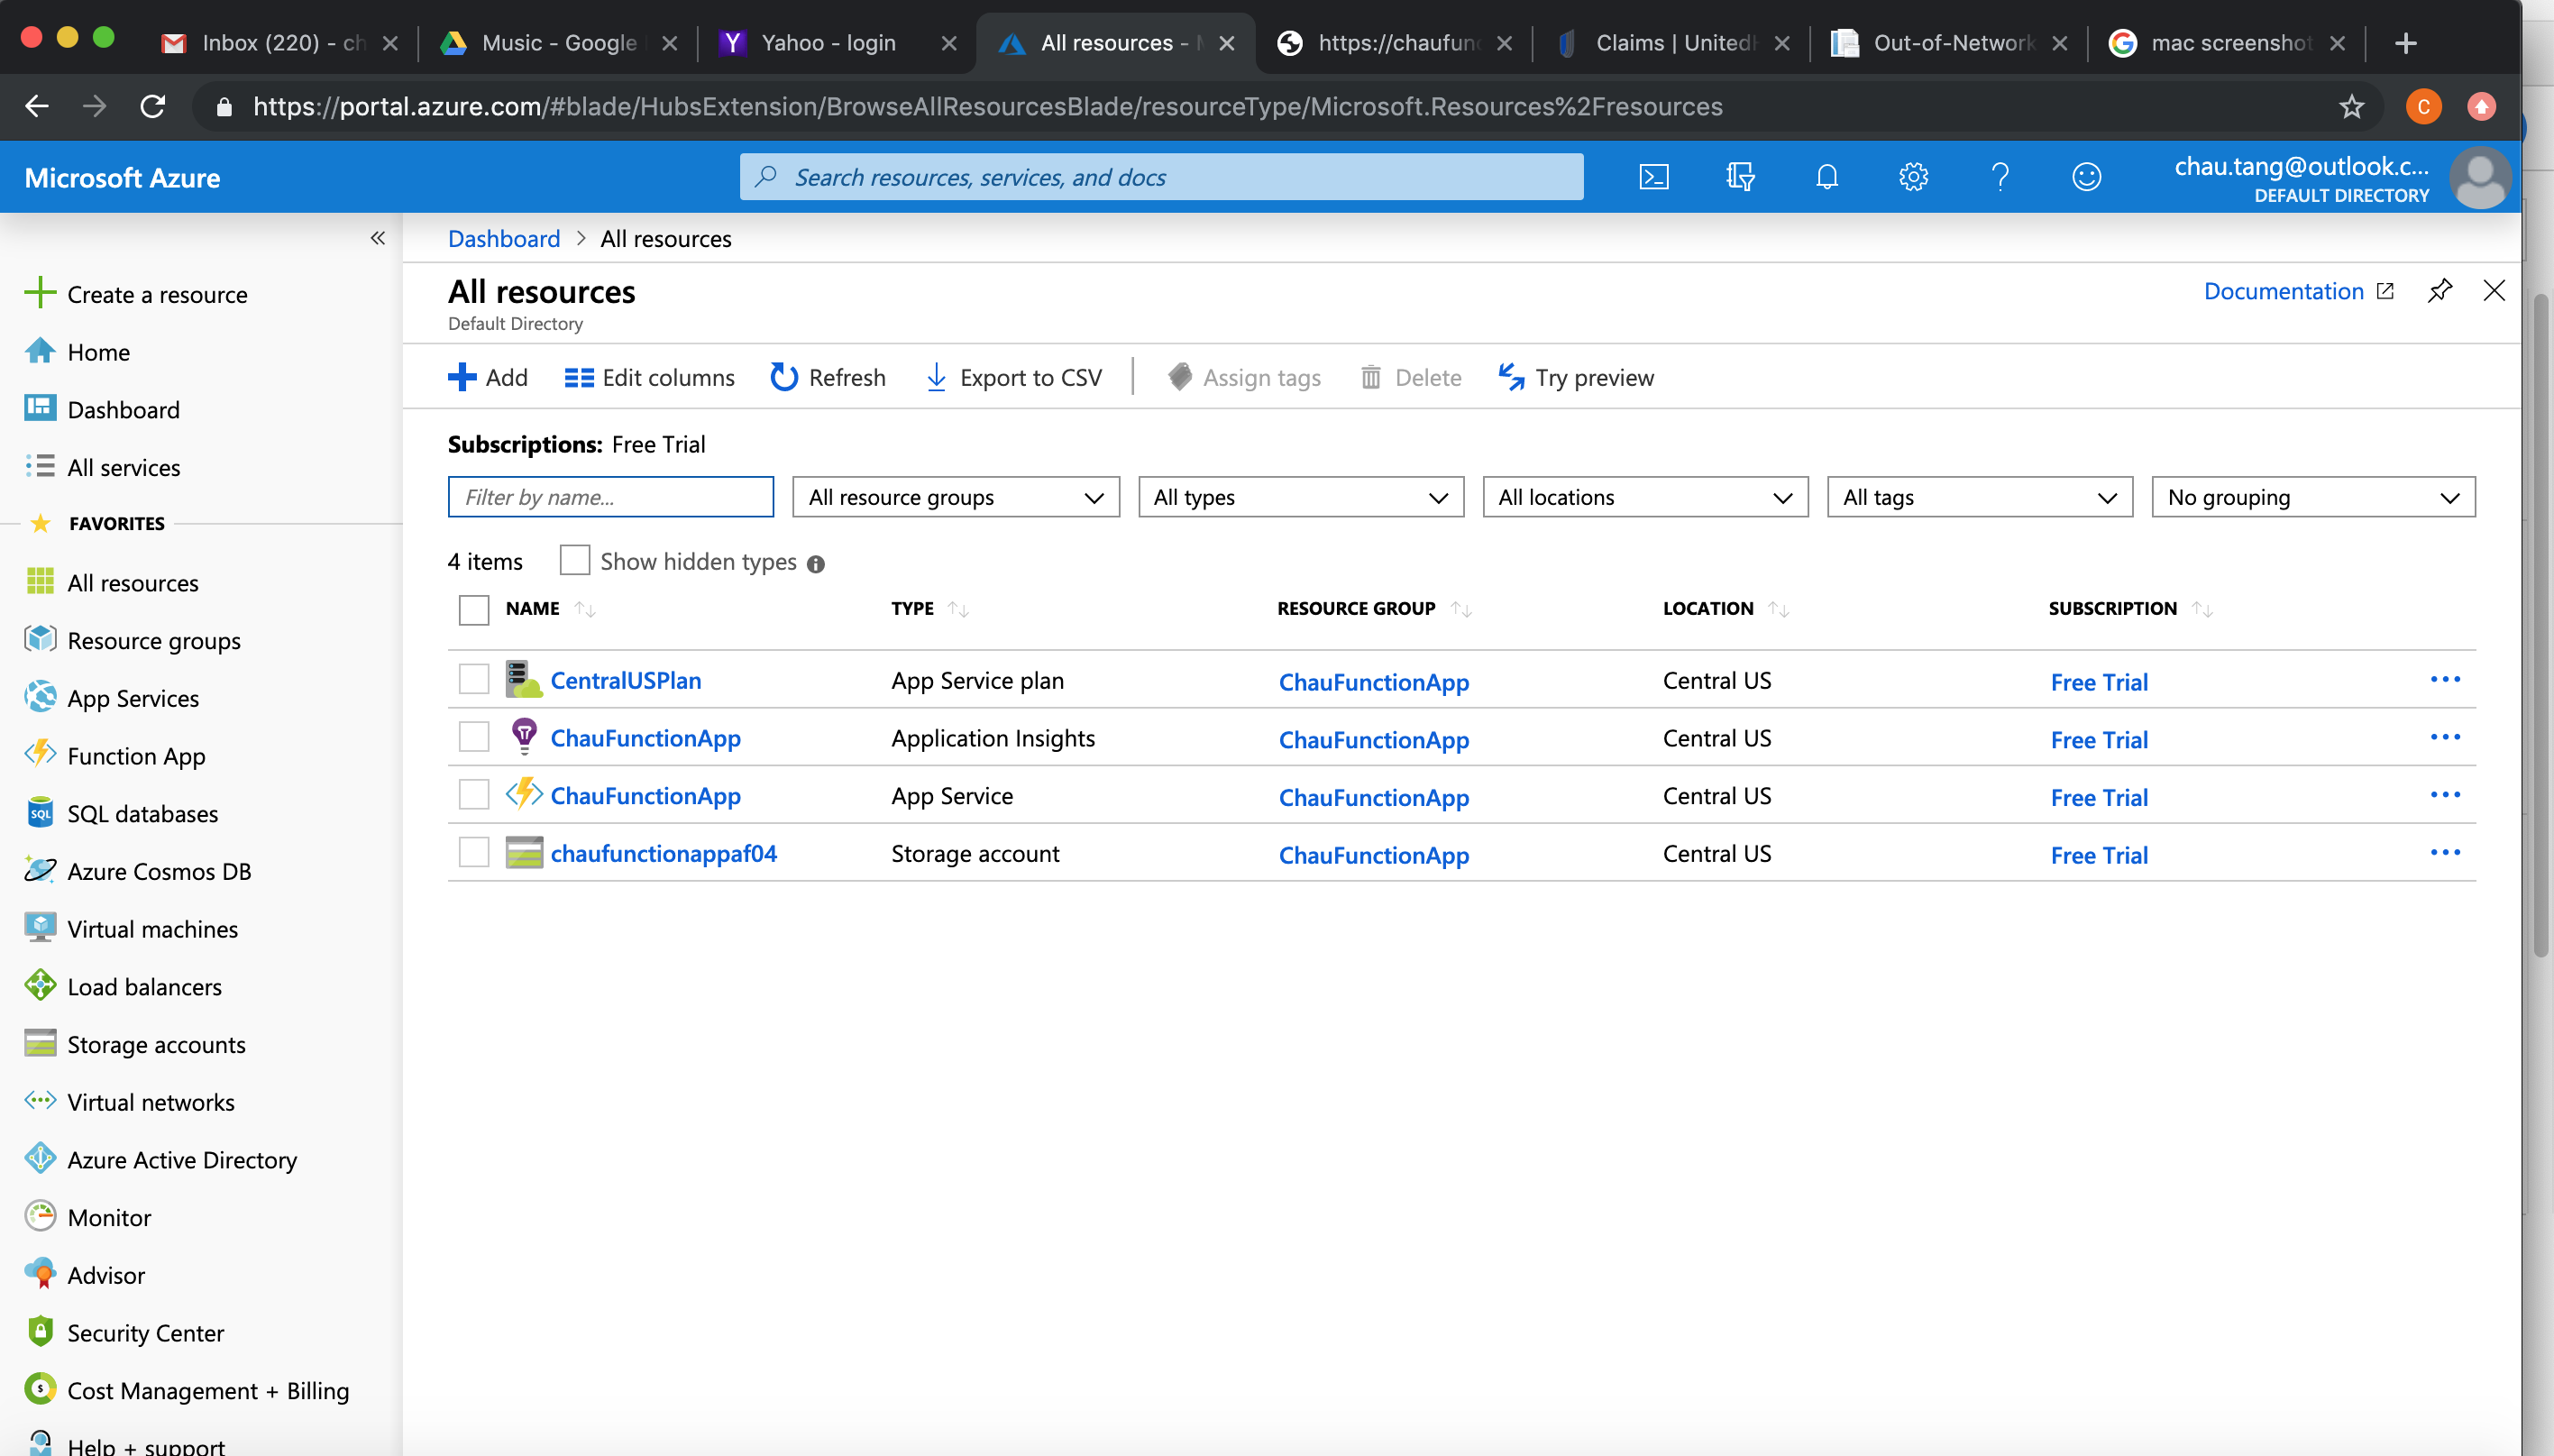 Inbox (220) - ch
Music - Google
Yahoo - login
All resources -
https://chaufun
Claims | United
Out-of-Network
mac screenshot
https://portal.azure.com/#blade/HubsExtension/BrowseAllResourcesBlade/resourceType/Microsoft.Resources%2Fresources
C
Microsoft Azure
Search resources, services, and docs
chau.tang@outlook.c...
DEFAULT DIRECTORY
Create a resource
Home
Dashboard
All services
FAVORITES
All resources
Resource groups
App Services
Function App
SQL databases
Azure Cosmos DB
Virtual machines
Load balancers
Storage accounts
Virtual networks
Azure Active Directory
Monitor
Advisor
Security Center
Cost Management + Billing
Help + support
Dashboard > All resources
All resources
Default Directory
Documentation
Add Edit columns Refresh Export to CSV Assign tags Delete Try preview
Subscriptions: Free Trial
Filter by name... All resource groups All types All locations All tags No grouping
4 items Show hidden types
NAME TYPE RESOURCE GROUP LOCATION SUBSCRIPTION
CentralUSPlan App Service plan ChauFunctionApp Central US Free Trial
ChauFunctionApp Application Insights ChauFunctionApp Central US Free Trial
ChauFunctionApp App Service ChauFunctionApp Central US Free Trial
chaufunctionappaf04 Storage account ChauFunctionApp Central US Free Trial